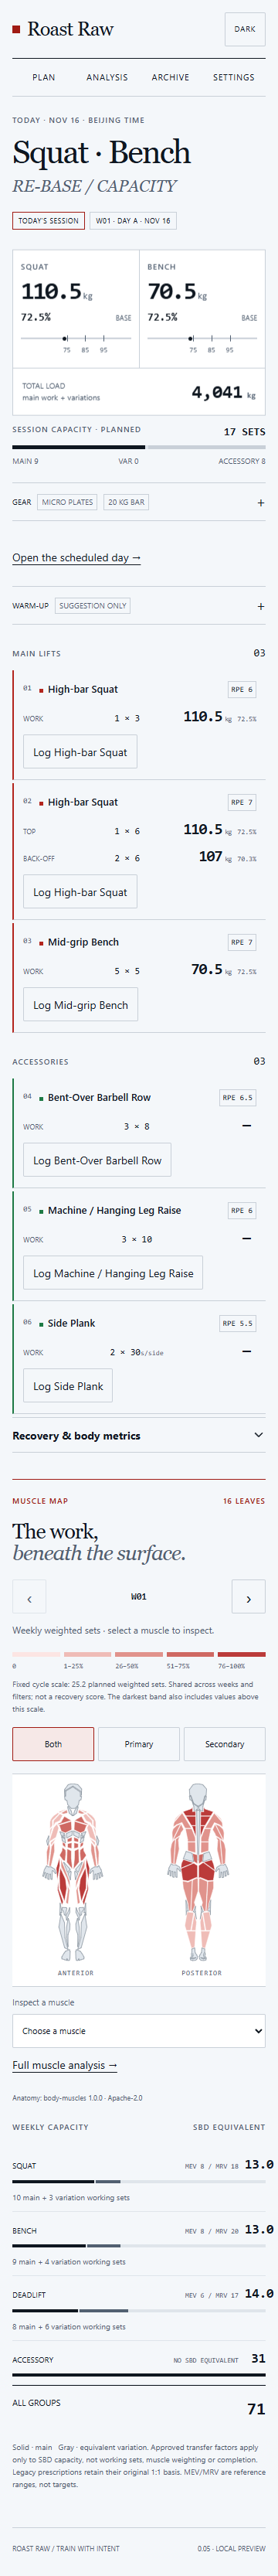 Roast Raw
DARK
PLAN ANALYSIS ARCHIVE SETTINGS
TODAY · NOV 16 · BEIJING TIME
Squat · Bench
RE-BASE / CAPACITY
TODAY'S SESSION
W01 · DAY A · NOV 16
SQUAT
110.5 kg
72.5% BASE
75 85 95
BENCH
70.5 kg
72.5% BASE
75 85 95
TOTAL LOAD
main work + variations
4,041 kg
SESSION CAPACITY · PLANNED 17 SETS
MAIN 9 VAR 0 ACCESSORY 8
GEAR MICRO PLATES 20 KG BAR +
Open the scheduled day →
WARM-UP SUGGESTION ONLY +
MAIN LIFTS 03
01 High-bar Squat RPE 6
WORK 1 × 3 110.5 kg 72.5%
Log High-bar Squat
02 High-bar Squat RPE 7
TOP 1 × 6 110.5 kg 72.5%
BACK-OFF 2 × 6 107 kg 70.3%
Log High-bar Squat
03 Mid-grip Bench RPE 7
WORK 5 × 5 70.5 kg 72.5%
Log Mid-grip Bench
ACCESSORIES 03
04 Bent-Over Barbell Row RPE 6.5
WORK 3 × 8 —
Log Bent-Over Barbell Row
05 Machine / Hanging Leg Raise RPE 6
WORK 3 × 10 —
Log Machine / Hanging Leg Raise
06 Side Plank RPE 5.5
WORK 2 × 30s/side —
Log Side Plank
Recovery & body metrics
MUSCLE MAP 16 LEAVES
The work,
beneath the surface.
‹ W01 ›
Weekly weighted sets · select a muscle to inspect.
0 1–25% 26–50% 51–75% 76–100%
Fixed cycle scale: 25.2 planned weighted sets. Shared across weeks and
filters; not a recovery score. The darkest band also includes values above
this scale.
Both Primary Secondary
ANTERIOR POSTERIOR
Inspect a muscle
Choose a muscle
Full muscle analysis →
Anatomy: body-muscles 1.0.0 · Apache-2.0
WEEKLY CAPACITY SBD EQUIVALENT
SQUAT MEV 8 / MRV 18 13.0
10 main + 3 variation working sets
BENCH MEV 8 / MRV 20 13.0
9 main + 4 variation working sets
DEADLIFT MEV 6 / MRV 17 14.0
8 main + 6 variation working sets
ACCESSORY NO SBD EQUIVALENT 31
ALL GROUPS 71
Solid · main Gray · equivalent variation. Approved transfer factors apply
only to SBD capacity, not working sets, muscle weighting or completion.
Legacy prescriptions retain their original 1:1 basis. MEV/MRV are reference
ranges, not targets.
ROAST RAW / TRAIN WITH INTENT 0.05 · LOCAL PREVIEW